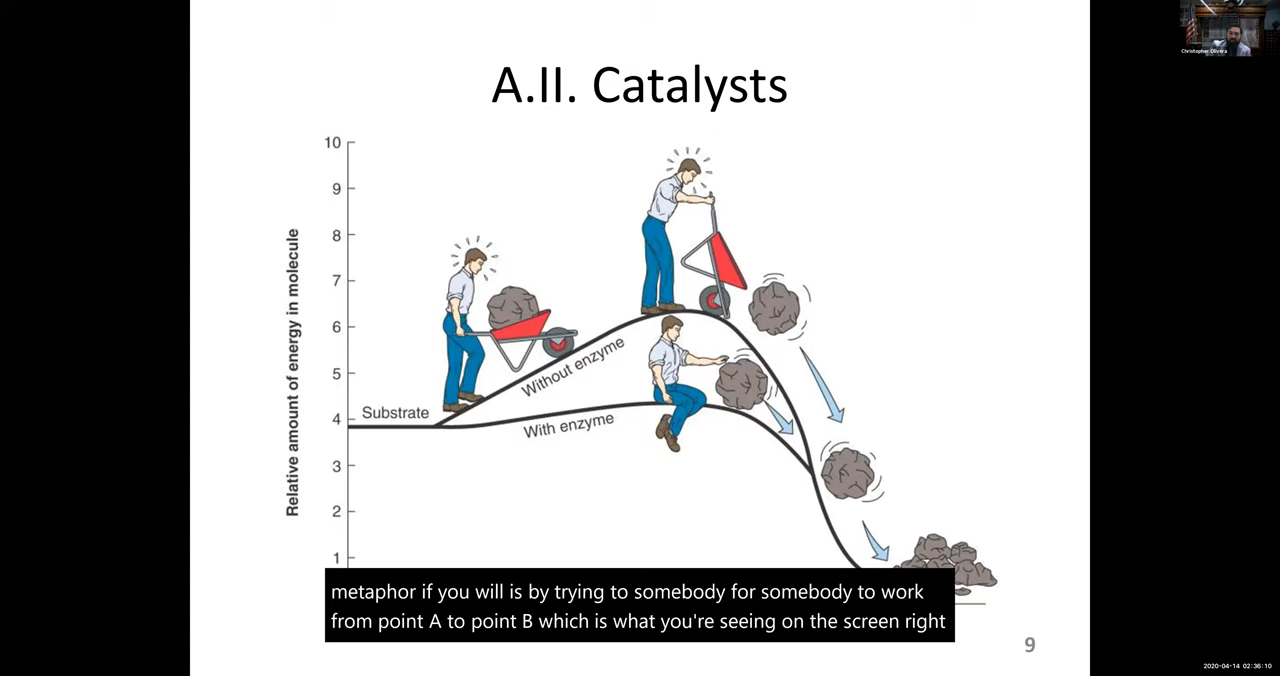 Christopher Olivera
A.II. Catalysts
Relative amount of energy in molecule
10
9
8
7
6
5
4
3
2
1
Substrate
Without enzyme
With enzyme
metaphor if you will is by trying to somebody for somebody to work
from point A to point B which is what you're seeing on the screen right
9
2020-04-14 02:36:10